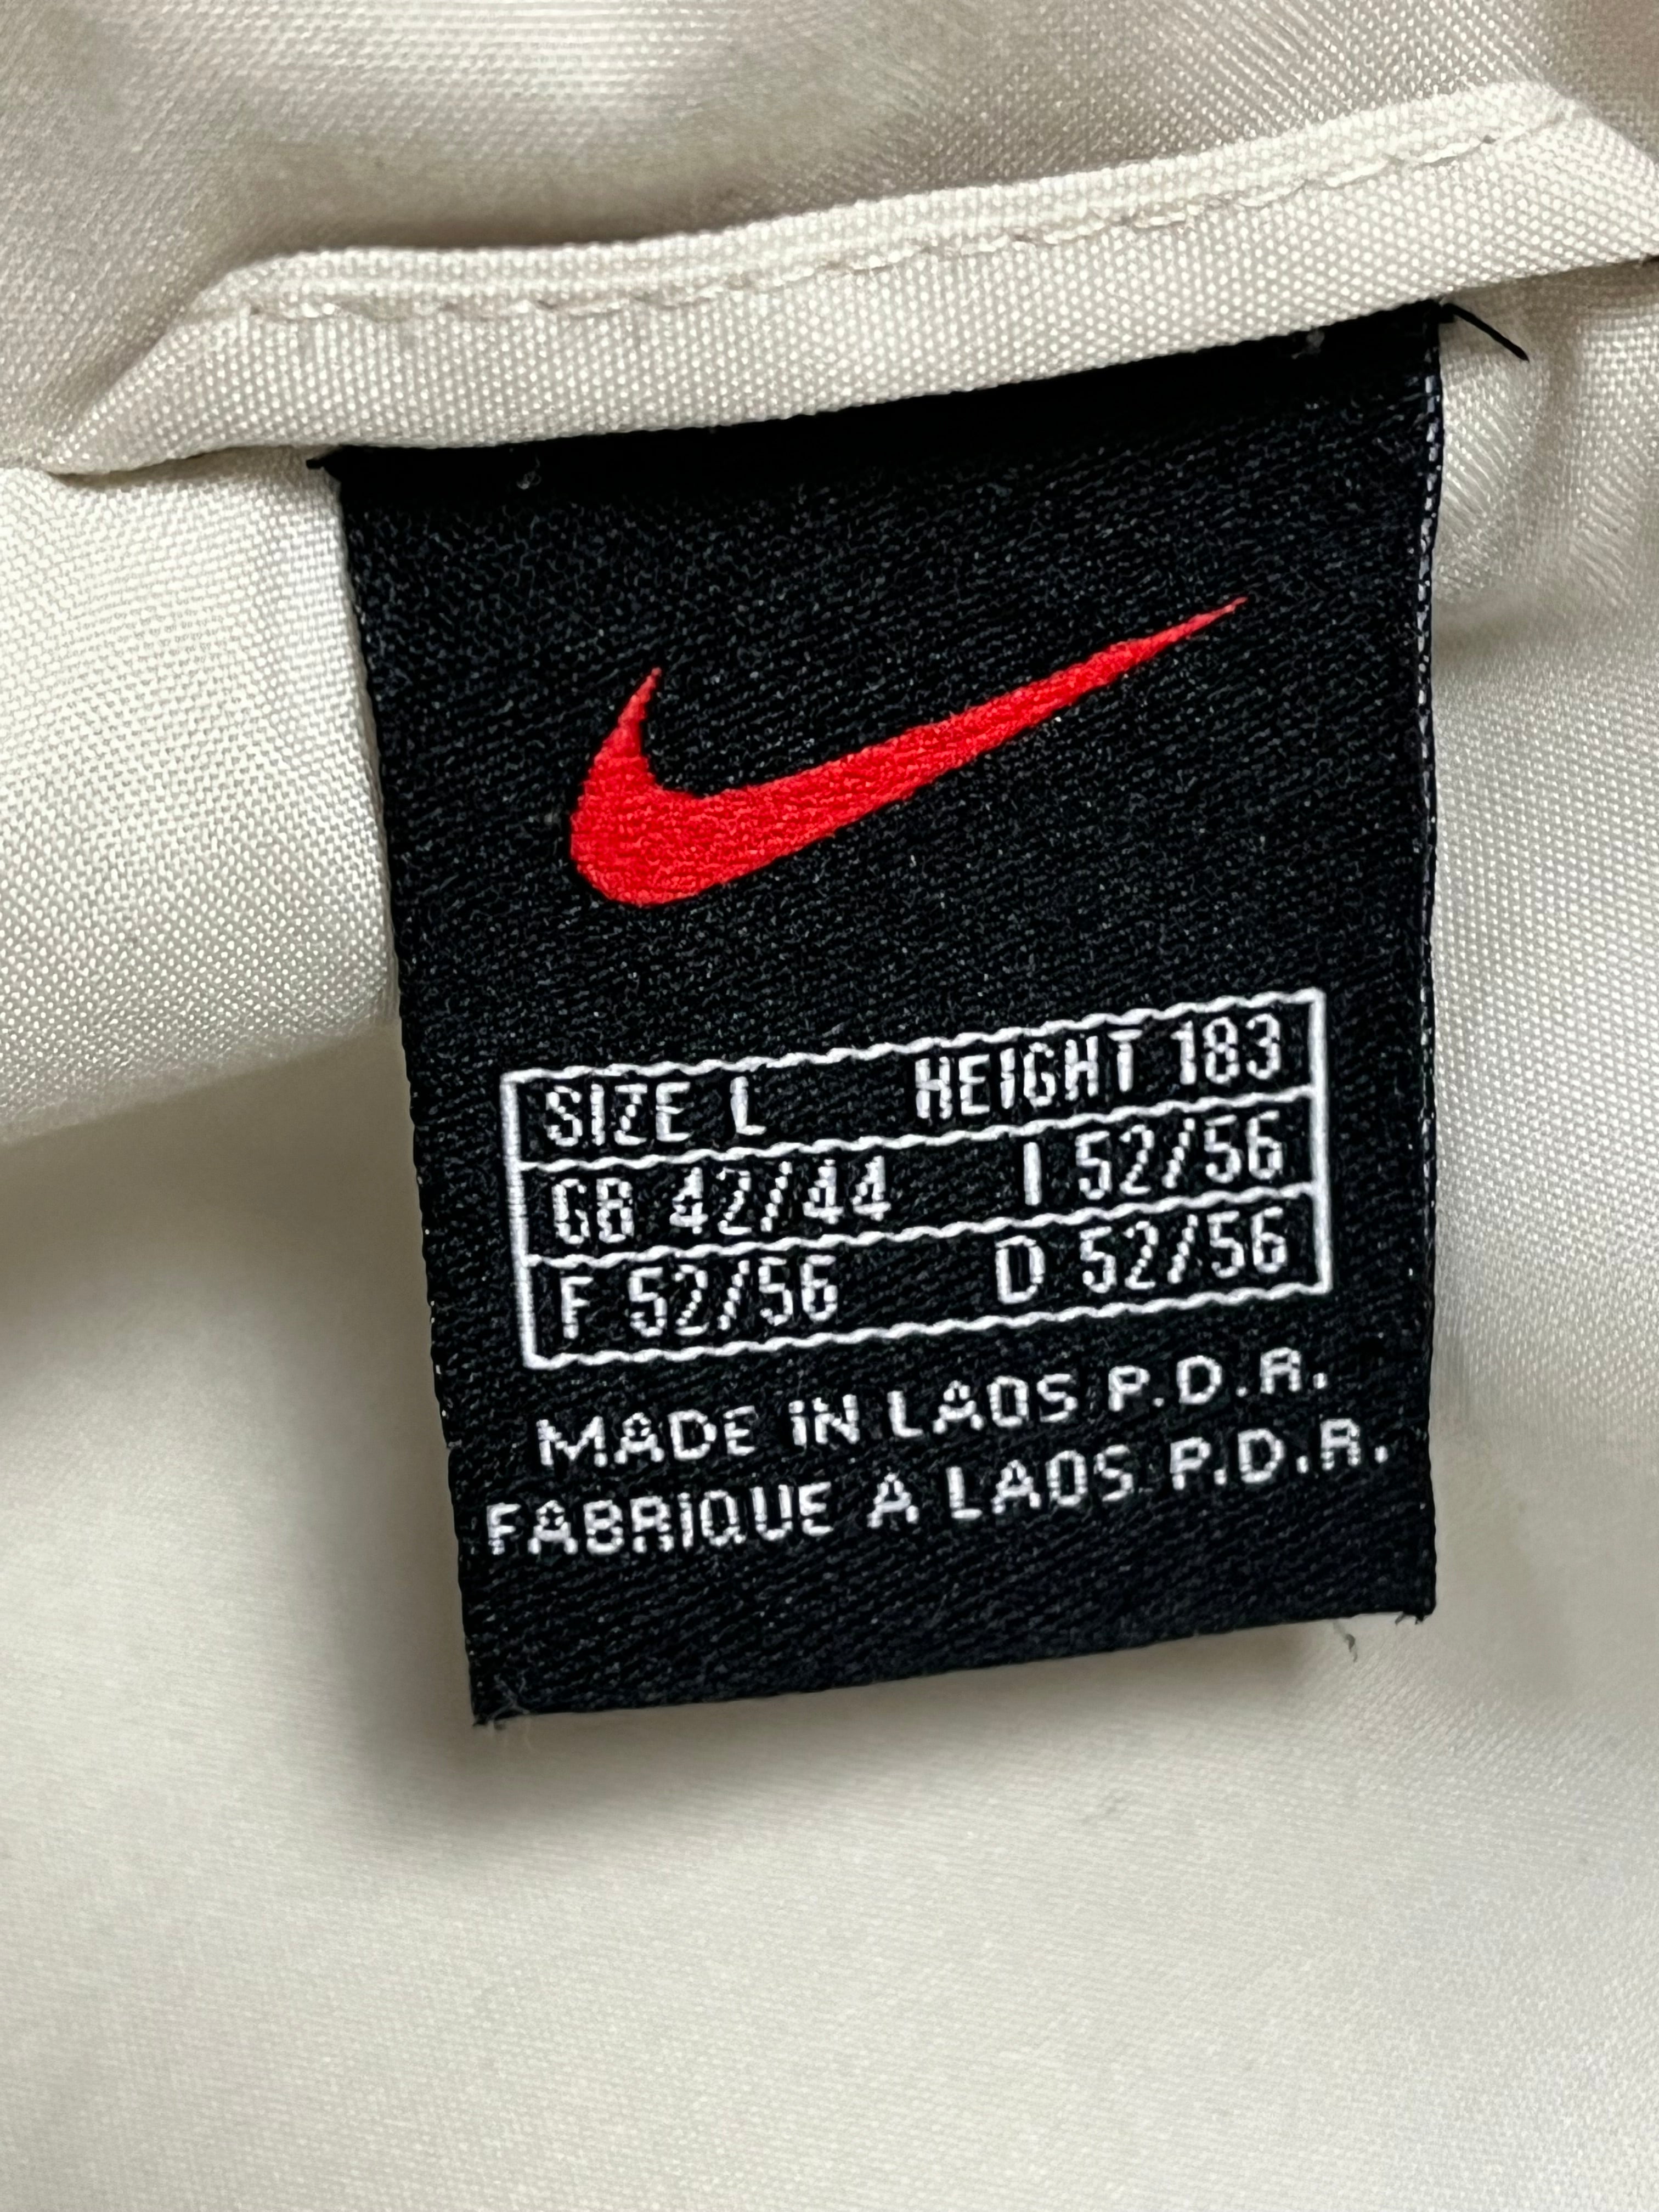 SIZE L HEIGHT 183
GB 42/44 I 52/56
F 52/56 D 52/56
MADE IN LAOS P.D.R.
FABRIQUE A LAOS P.D.R.